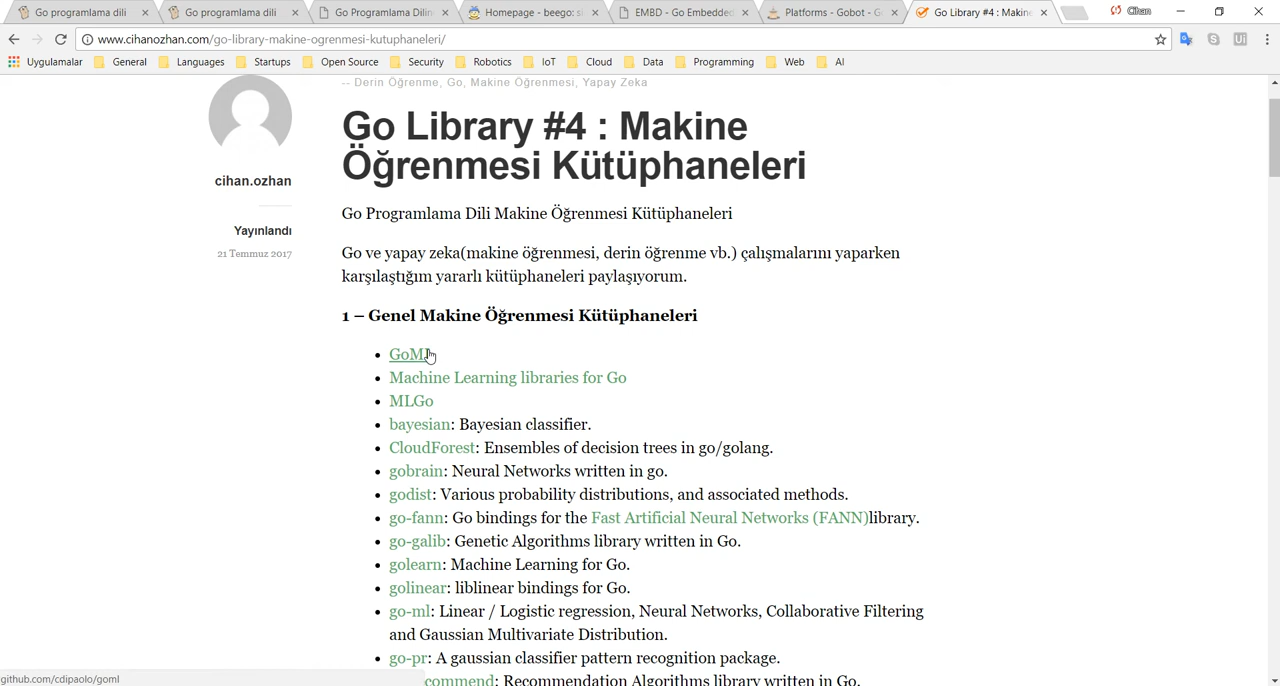 Go programlama dili
Go programlama dili
Go Programlama Dilin
Homepage - beego: si
EMBD - Go Embedded
Platforms - Gobot - G
Go Library #4 : Makine
Cihan
www.cihanozhan.com/go-library-makine-ogrenmesi-kutuphaneleri/
Uygulamalar General Languages Startups Open Source Security Robotics IoT Cloud Data Programming Web AI
-- Derin Öğrenme, Go, Makine Öğrenmesi, Yapay Zeka
Go Library #4 : Makine
Öğrenmesi Kütüphaneleri
cihan.ozhan
Yayınlandı
21 Temmuz 2017
Go Programlama Dili Makine Öğrenmesi Kütüphaneleri
Go ve yapay zeka(makine öğrenmesi, derin öğrenme vb.) çalışmalarını yaparken
karşılaştığım yararlı kütüphaneleri paylaşıyorum.
1 – Genel Makine Öğrenmesi Kütüphaneleri
• GoML
• Machine Learning libraries for Go
• MLGo
• bayesian: Bayesian classifier.
• CloudForest: Ensembles of decision trees in go/golang.
• gobrain: Neural Networks written in go.
• godist: Various probability distributions, and associated methods.
• go-fann: Go bindings for the Fast Artificial Neural Networks (FANN)library.
• go-galib: Genetic Algorithms library written in Go.
• golearn: Machine Learning for Go.
• golinear: liblinear bindings for Go.
• go-ml: Linear / Logistic regression, Neural Networks, Collaborative Filtering
and Gaussian Multivariate Distribution.
• go-pr: A gaussian classifier pattern recognition package.
commend: Recommendation Algorithms library written in Go.
github.com/cdipaolo/goml